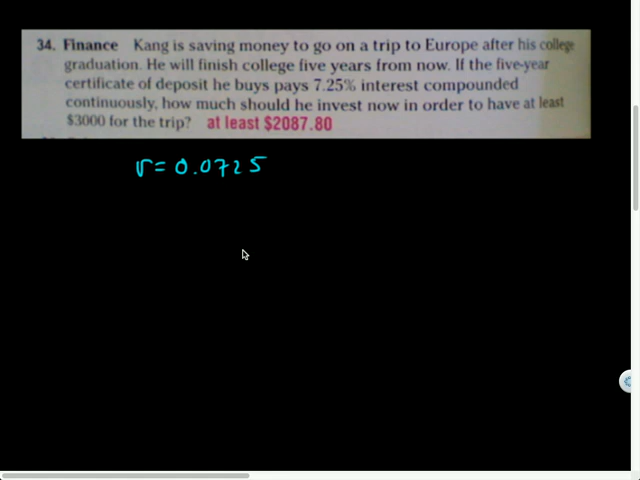 34. Finance Kang is saving money to go on a trip to Europe after his college
graduation. He will finish college five years from now. If the five-year
certificate of deposit he buys pays 7.25% interest compounded
continuously, how much should he invest now in order to have at least
$3000 for the trip? at least $2087.80
r = 0.0725